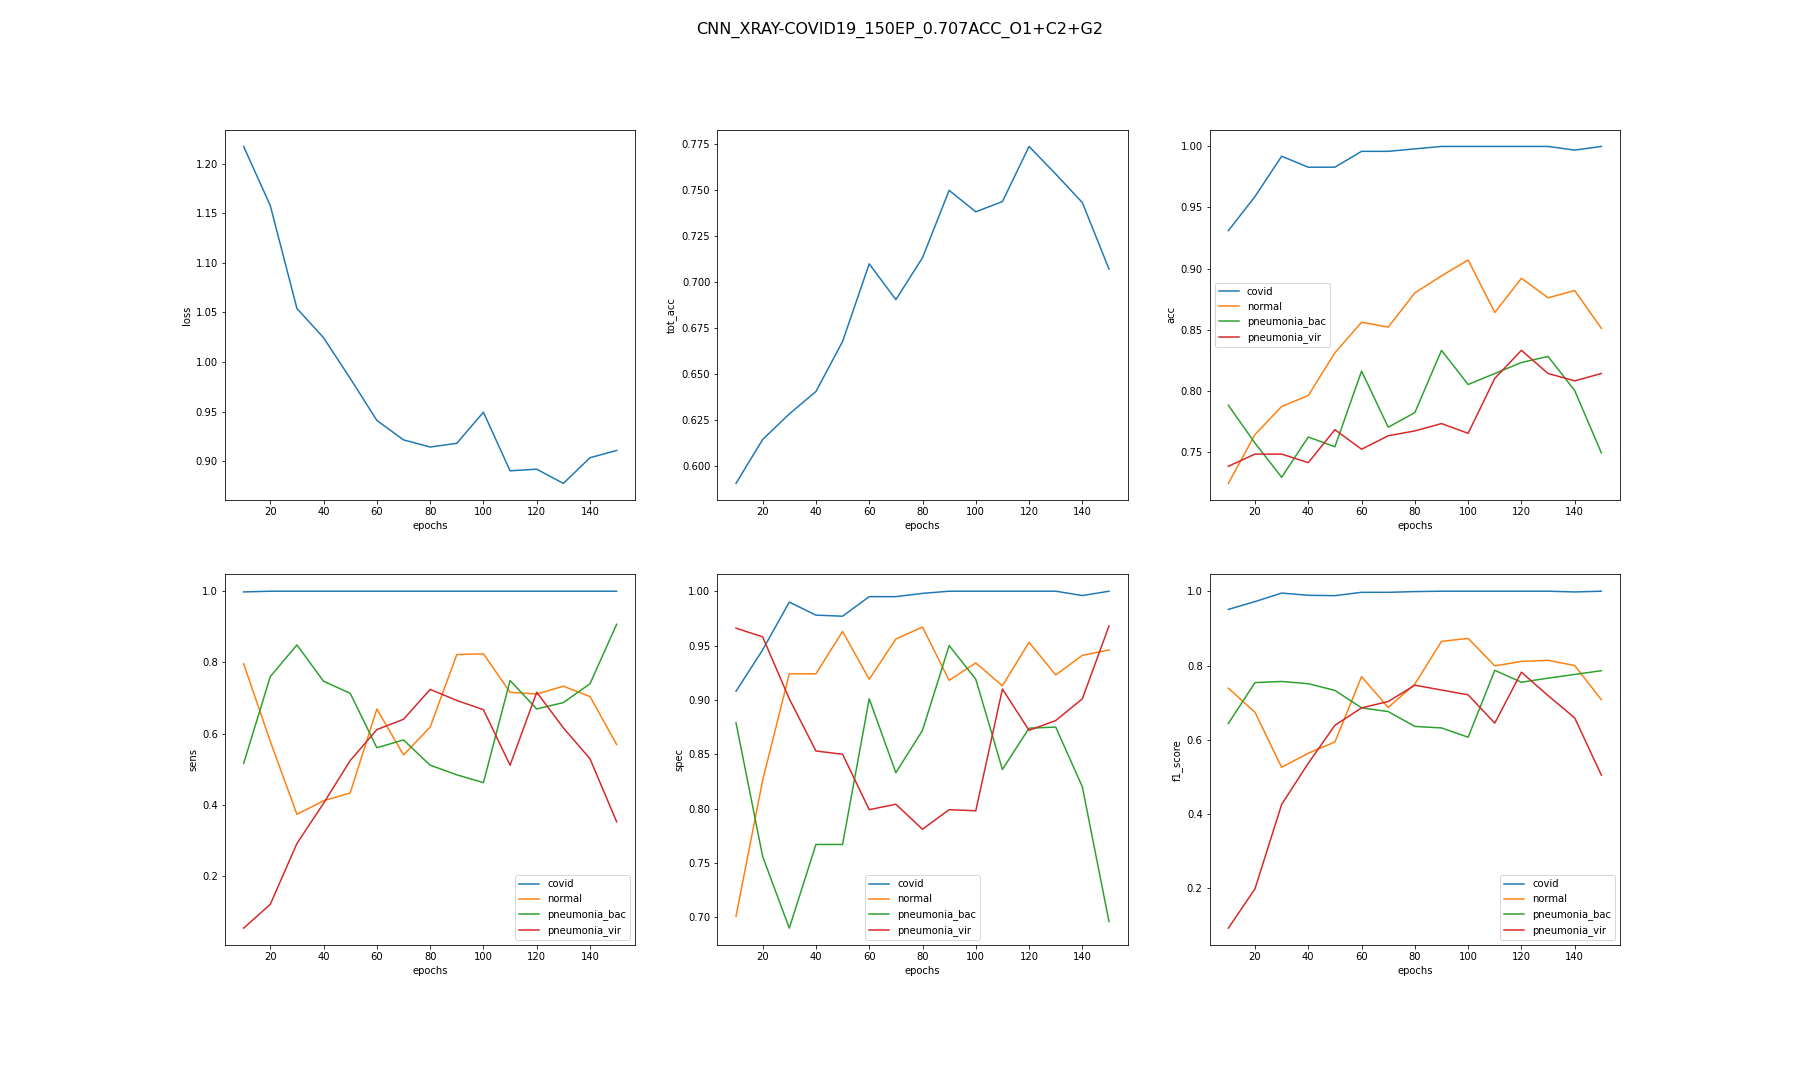 CNN_XRAY-COVID19_150EP_0.707ACC_O1+C2+G2
loss
1.20
1.15
1.10
1.05
1.00
0.95
0.90
20 40 60 80 100 120 140
epochs
tot_acc
0.775
0.750
0.725
0.700
0.675
0.650
0.625
0.600
20 40 60 80 100 120 140
epochs
acc
1.00
0.95
0.90
0.85
0.80
0.75
covid
normal
pneumonia_bac
pneumonia_vir
20 40 60 80 100 120 140
epochs
sens
1.0
0.8
0.6
0.4
0.2
covid
normal
pneumonia_bac
pneumonia_vir
20 40 60 80 100 120 140
epochs
spec
1.00
0.95
0.90
0.85
0.80
0.75
0.70
covid
normal
pneumonia_bac
pneumonia_vir
20 40 60 80 100 120 140
epochs
f1_score
1.0
0.8
0.6
0.4
0.2
covid
normal
pneumonia_bac
pneumonia_vir
20 40 60 80 100 120 140
epochs